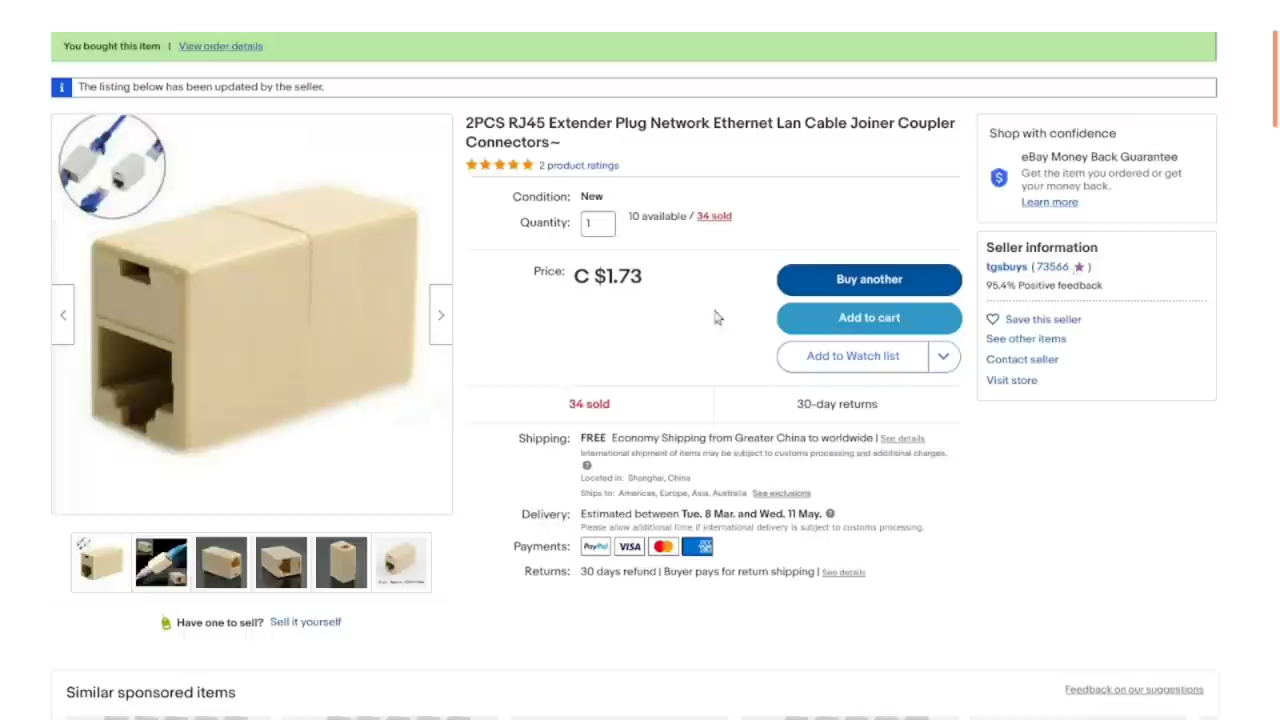 You bought this item | View order details
i The listing below has been updated by the seller.
2PCS RJ45 Extender Plug Network Ethernet Lan Cable Joiner Coupler
Connectors~
2 product ratings
Condition: New
Quantity: 1 10 available / 34 sold
Price: C $1.73
Buy another
Add to cart
Add to Watch list
34 sold
30-day returns
Shipping: FREE Economy Shipping from Greater China to worldwide | See details
International shipment of items may be subject to customs processing and additional charges.
Located in: Shanghai, China
Ships to: Americas, Europe, Asia, Australia See exclusions
Delivery: Estimated between Tue. 8 Mar. and Wed. 11 May.
Please allow additional time if international delivery is subject to customs processing.
Payments: PayPal VISA
Returns: 30 days refund | Buyer pays for return shipping | See details
Shop with confidence
eBay Money Back Guarantee
Get the item you ordered or get
your money back.
Learn more
Seller information
tgsbuys (73566 )
95.4% Positive feedback
Save this seller
See other items
Contact seller
Visit store
Have one to sell? Sell it yourself
Similar sponsored items
Feedback on our suggestions